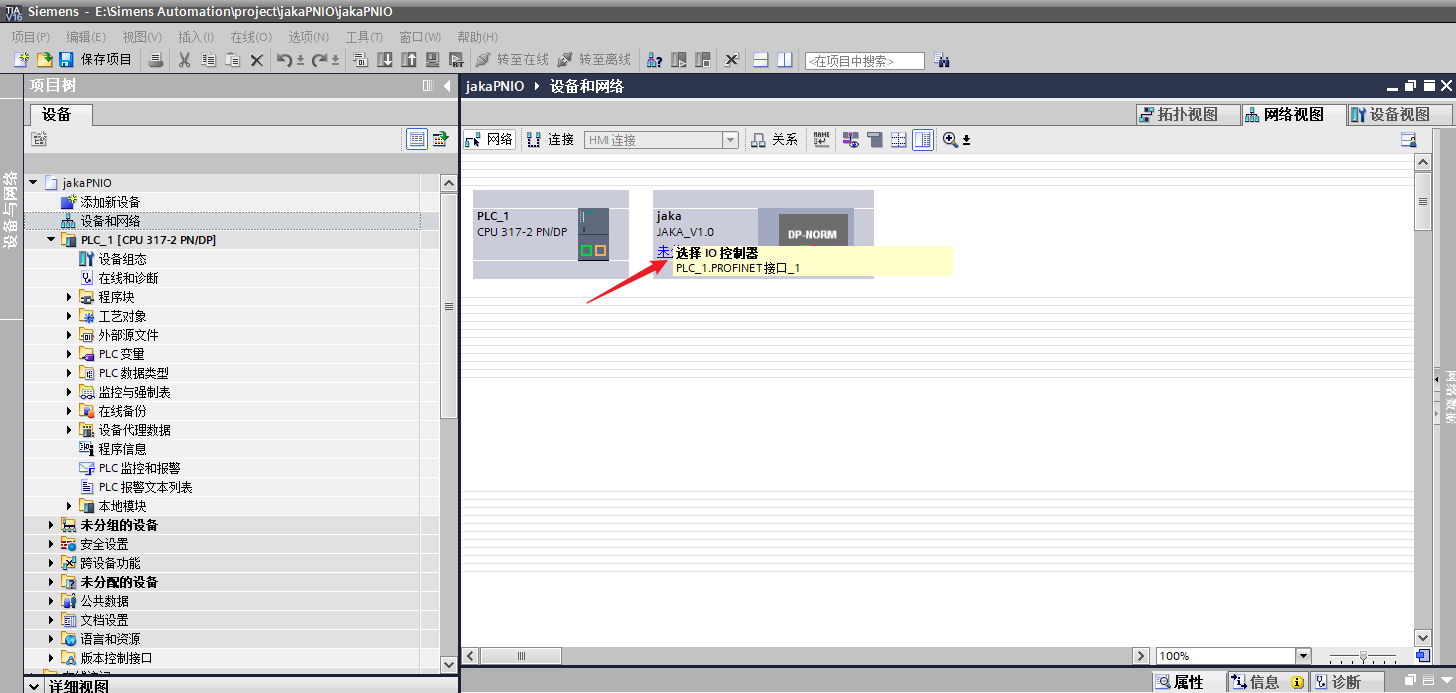 Siemens - E:\Simens Automation\project\jakaPNIO\jakaPNIO
项目(P) 编辑(E) 视图(V) 插入(I) 在线(O) 选项(N) 工具(T) 窗口(W) 帮助(H)
保存项目 转至在线 转至离线 <在项目中搜索>
项目树
设备
设备与网络
jakaPNIO
添加新设备
设备和网络
PLC_1 [CPU 317-2 PN/DP]
设备组态
在线和诊断
程序块
工艺对象
外部源文件
PLC 变量
PLC 数据类型
监控与强制表
在线备份
设备代理数据
程序信息
PLC 监控和报警
PLC 报警文本列表
本地模块
未分组的设备
安全设置
跨设备功能
未分配的设备
公共数据
文档设置
语言和资源
版本控制接口
详细视图
jakaPNIO 设备和网络
拓扑视图 网络视图 设备视图
网络 连接 HMI 连接 关系
PLC_1
CPU 317-2 PN/DP
jaka
JAKA_V1.0
DP-NORM
未
选择 IO 控制器
PLC_1.PROFINET接口_1
网络数据
100%
属性 信息 诊断